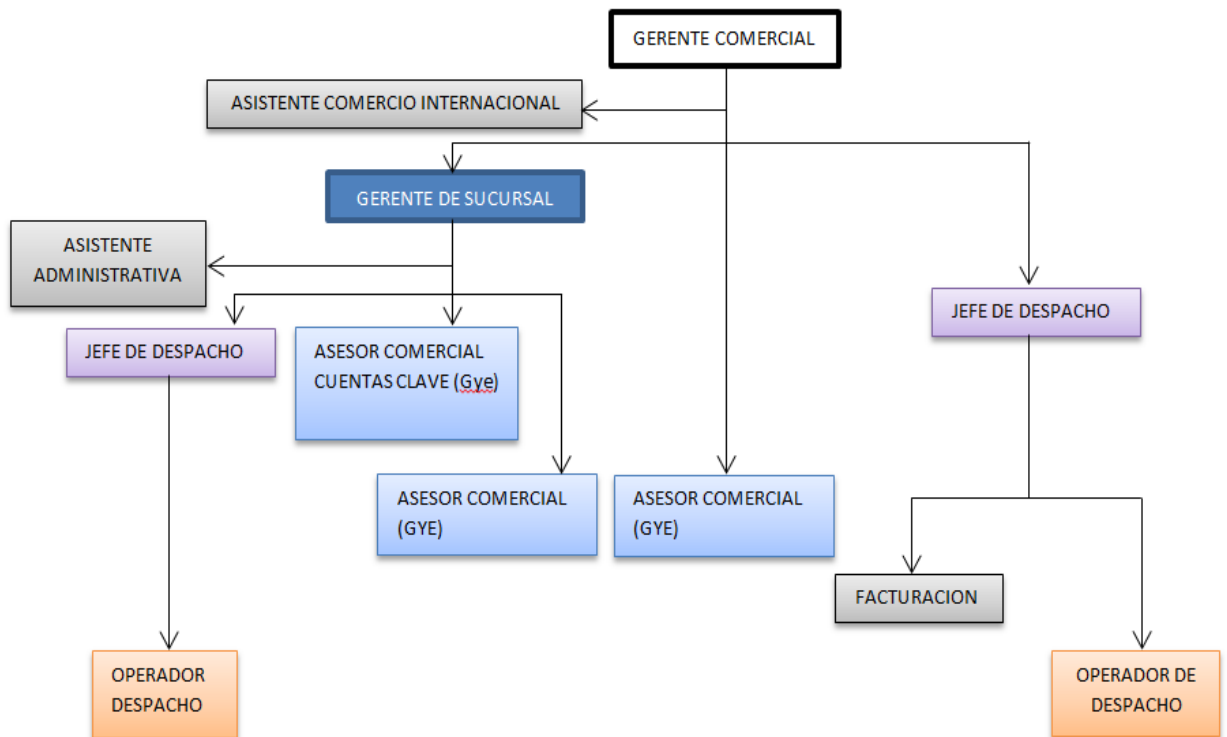 GERENTE COMERCIAL
ASISTENTE COMERCIO INTERNACIONAL
GERENTE DE SUCURSAL
ASISTENTE
ADMINISTRATIVA
JEFE DE DESPACHO
JEFE DE DESPACHO
ASESOR COMERCIAL
CUENTAS CLAVE (Gye)
ASESOR COMERCIAL
(GYE)
ASESOR COMERCIAL
(GYE)
FACTURACION
OPERADOR
DESPACHO
OPERADOR DE
DESPACHO